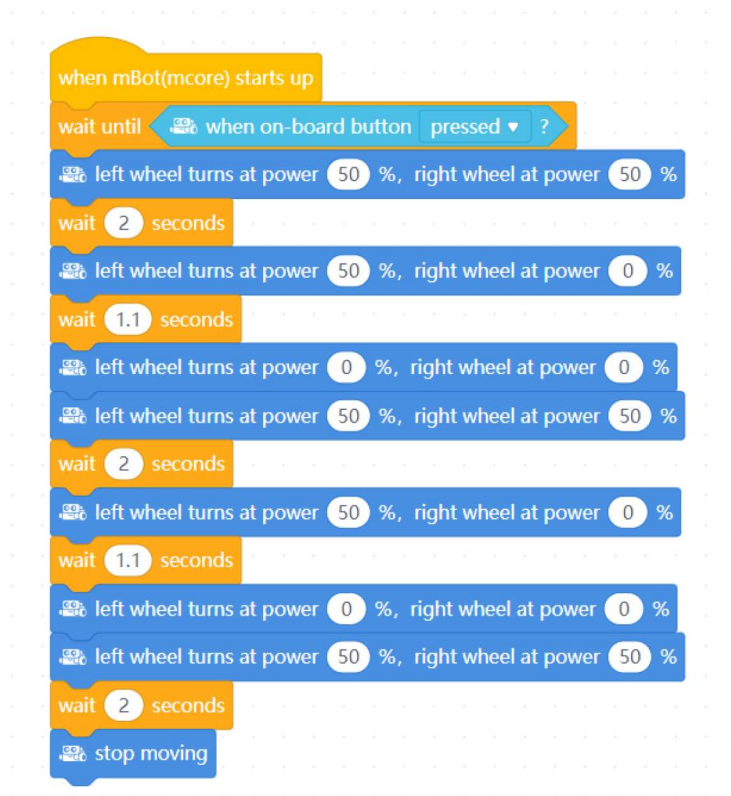 when mBot(mcore) starts up
wait until when on-board button pressed ?
left wheel turns at power 50 %, right wheel at power 50 %
wait 2 seconds
left wheel turns at power 50 %, right wheel at power 0 %
wait 1.1 seconds
left wheel turns at power 0 %, right wheel at power 0 %
left wheel turns at power 50 %, right wheel at power 50 %
wait 2 seconds
left wheel turns at power 50 %, right wheel at power 0 %
wait 1.1 seconds
left wheel turns at power 0 %, right wheel at power 0 %
left wheel turns at power 50 %, right wheel at power 50 %
wait 2 seconds
stop moving